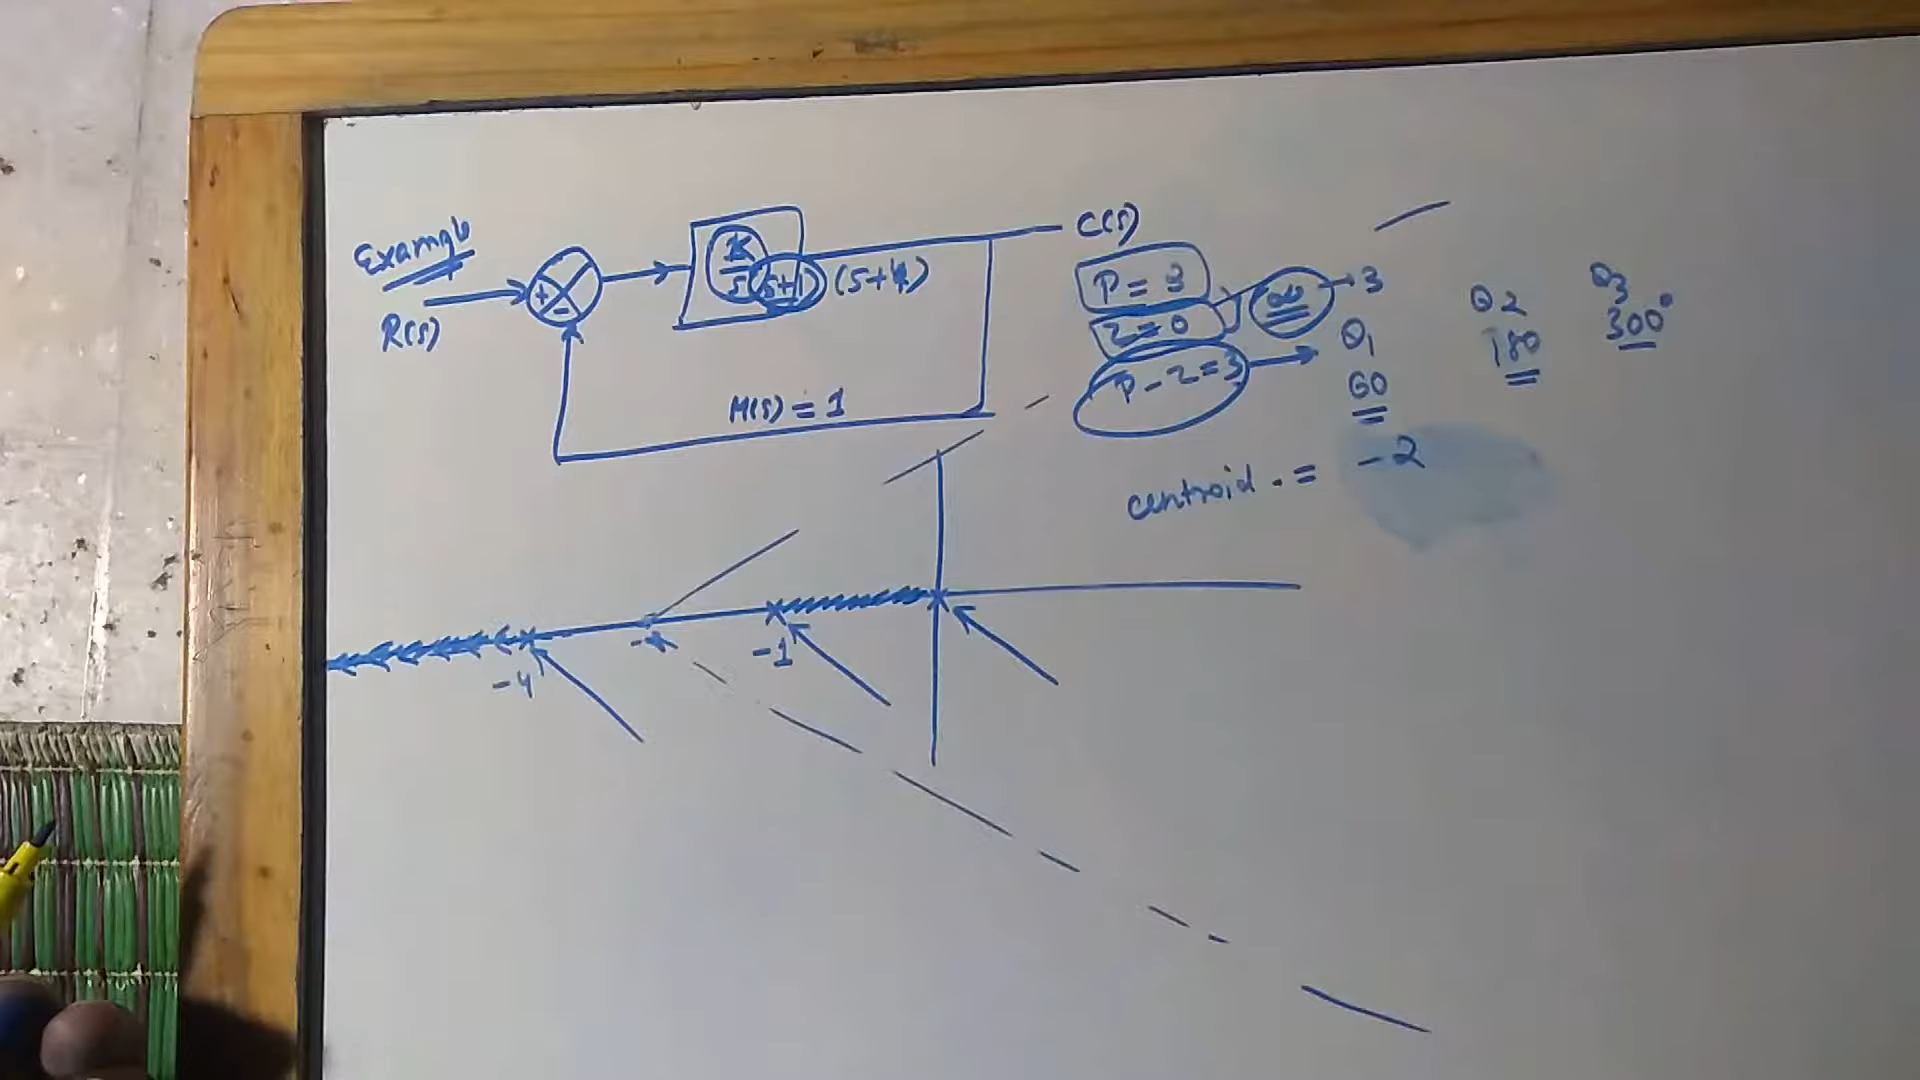 Example
R(s)
+
-
K
s(s+1)(s+4)
C(s)
H(s) = 1
P = 3
Z = 0
P - Z = 3
∞ → 3
θ1
60
θ2
180
θ3
300°
centroid. = -2
-4
-1